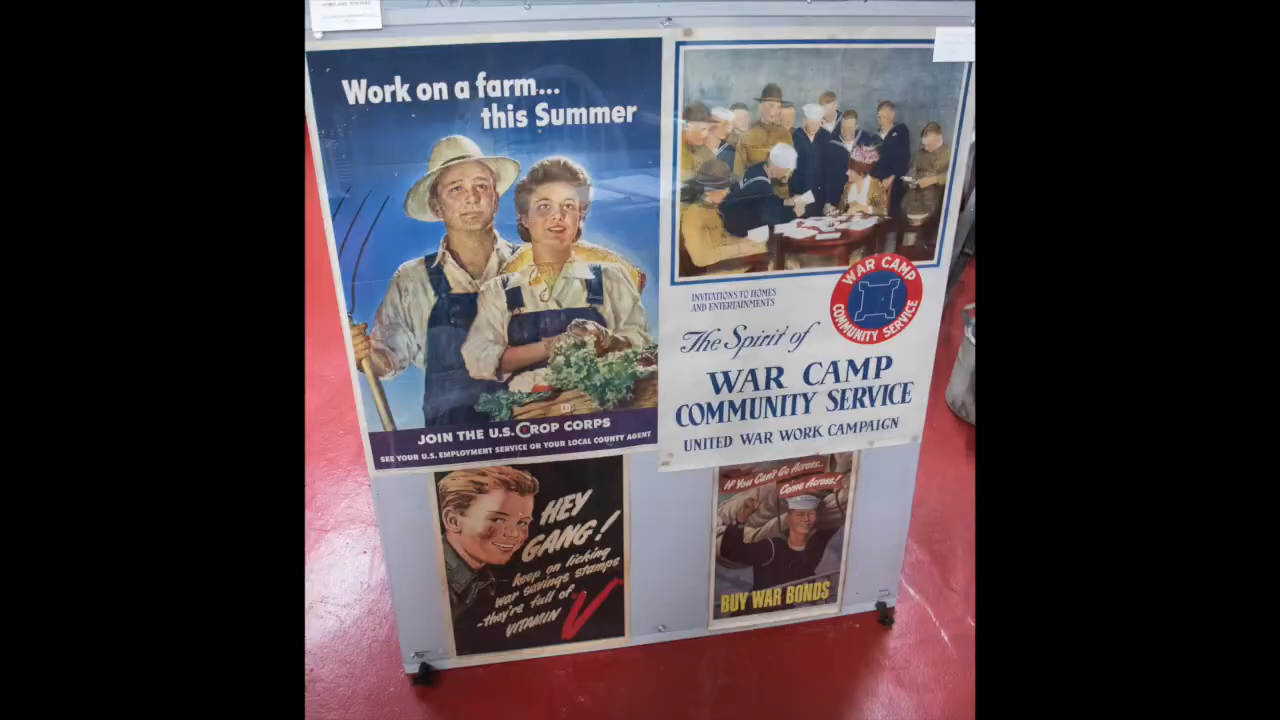 Work on a farm...
this Summer
JOIN THE U.S. CROP CORPS
SEE YOUR U.S. EMPLOYMENT SERVICE OR YOUR LOCAL COUNTY AGENT
INVITATIONS TO HOMES
AND ENTERTAINMENTS
WAR CAMP
COMMUNITY SERVICE
The Spirit of
WAR CAMP
COMMUNITY SERVICE
UNITED WAR WORK CAMPAIGN
HEY
GANG!
- keep on licking
war savings stamps
-they're full of
VITAMIN V
If You Can't Go Across...
Come Across!
BUY WAR BONDS